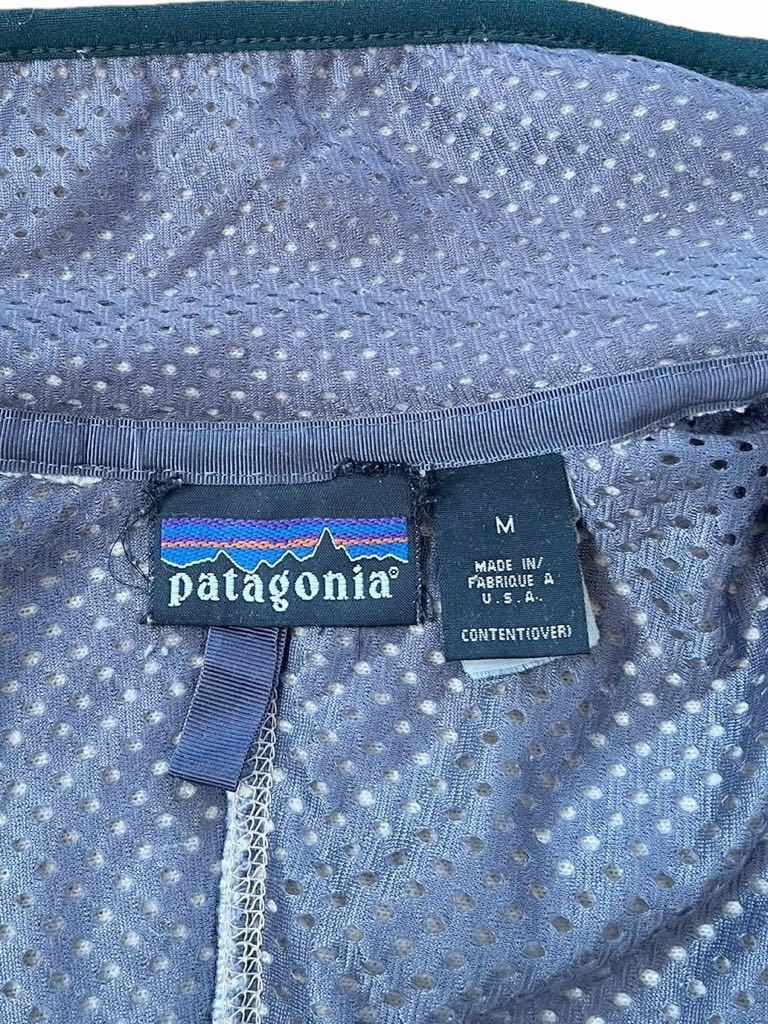 patagonia®
M
MADE IN/
FABRIQUE A
U.S.A.
CONTENT(OVER)